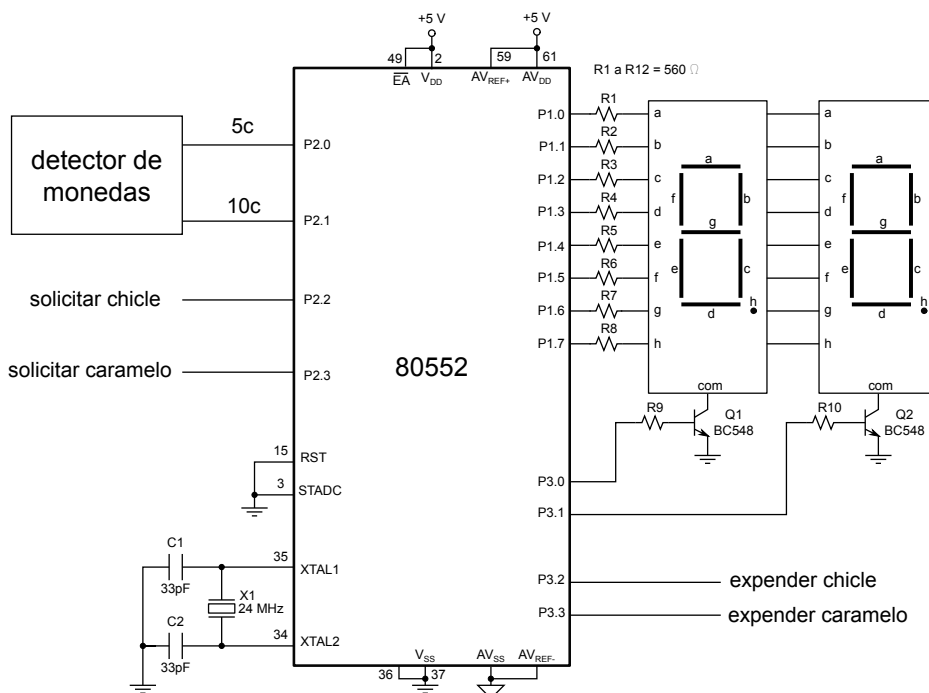 +5 V
+5 V
49
2
59
61
EA
VDD
AVREF+
AVDD
R1 a R12 = 560 Ω
detector de
monedas
5c
10c
P2.0
P2.1
solicitar chicle
P2.2
solicitar caramelo
P2.3
80552
15
RST
3
STADC
C1
33pF
35
XTAL1
X1
24 MHz
C2
33pF
34
XTAL2
VSS
AVSS
AVREF-
36
37
P1.0
R1
a
a
P1.1
R2
b
b
P1.2
R3
c
c
P1.3
R4
d
d
P1.4
R5
e
e
P1.5
R6
f
f
P1.6
R7
g
g
P1.7
R8
h
h
a
f
b
g
e
c
d
h
a
f
b
g
e
c
d
h
com
com
R9
Q1
BC548
R10
Q2
BC548
P3.0
P3.1
P3.2
expender chicle
P3.3
expender caramelo